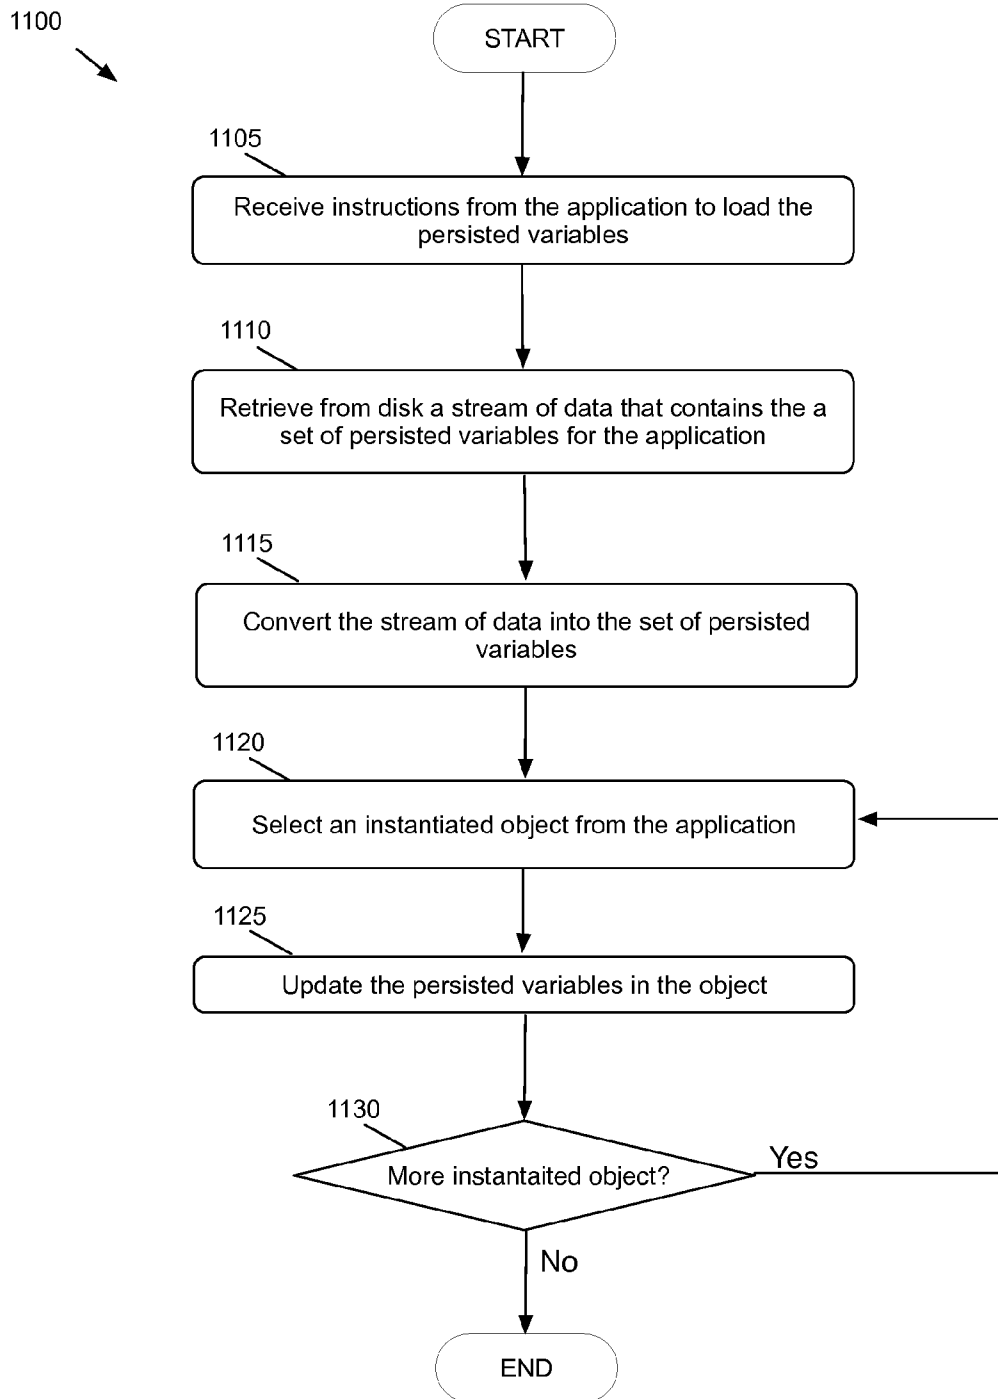 1100
START
1105
Receive instructions from the application to load the
persisted variables
1110
Retrieve from disk a stream of data that contains the a
set of persisted variables for the application
1115
Convert the stream of data into the set of persisted
variables
1120
Select an instantiated object from the application
1125
Update the persisted variables in the object
1130
More instantaited object?
Yes
No
END